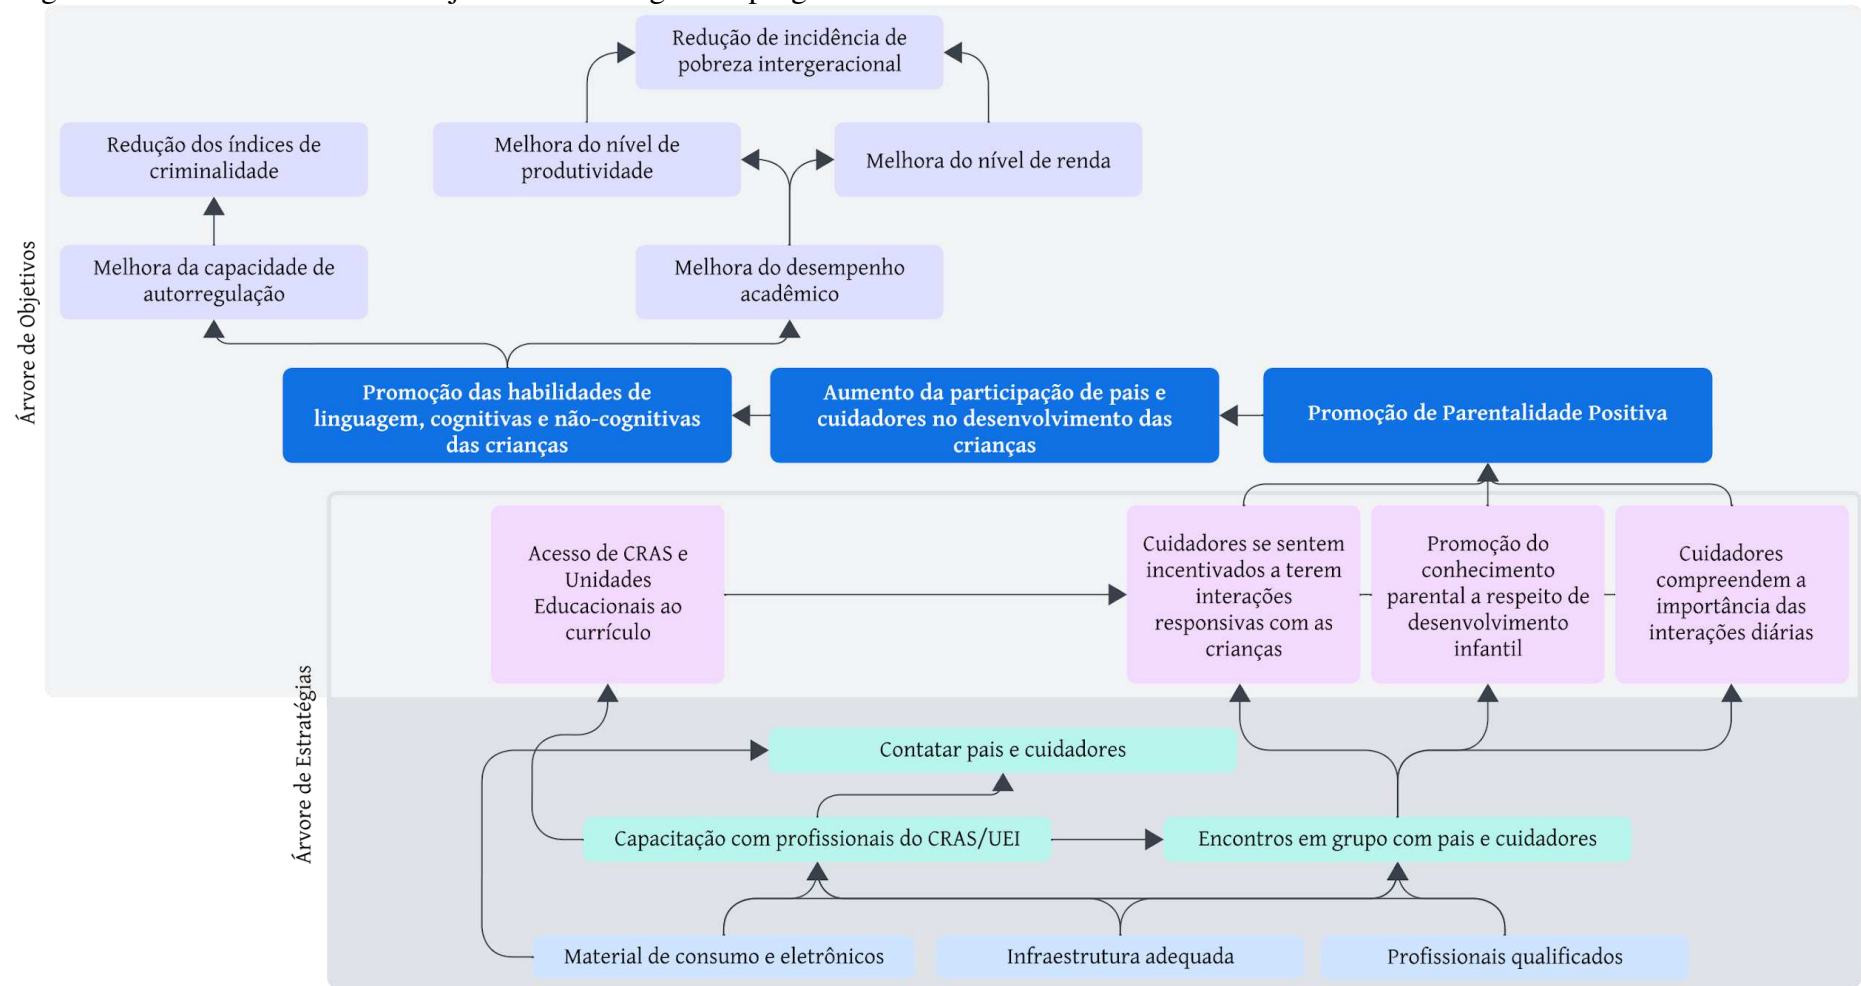 Redução de incidência de
pobreza intergeracional
Redução dos índices de
criminalidade
Melhora do nível de
produtividade
Melhora do nível de renda
Melhora da capacidade de
autorregulação
Melhora do desempenho
acadêmico
Árvore de Objetivos
Promoção das habilidades de
linguagem, cognitivas e não-cognitivas
das crianças
Aumento da participação de pais e
cuidadores no desenvolvimento das
crianças
Promoção de Parentalidade Positiva
Acesso de CRAS e
Unidades
Educacionais ao
currículo
Cuidadores se sentem
incentivados a terem
interações
responsivas com as
crianças
Promoção do
conhecimento
parental a respeito de
desenvolvimento
infantil
Cuidadores
compreendem a
importância das
interações diárias
Árvore de Estratégias
Contatar pais e cuidadores
Capacitação com profissionais do CRAS/UEI
Encontros em grupo com pais e cuidadores
Material de consumo e eletrônicos
Infraestrutura adequada
Profissionais qualificados